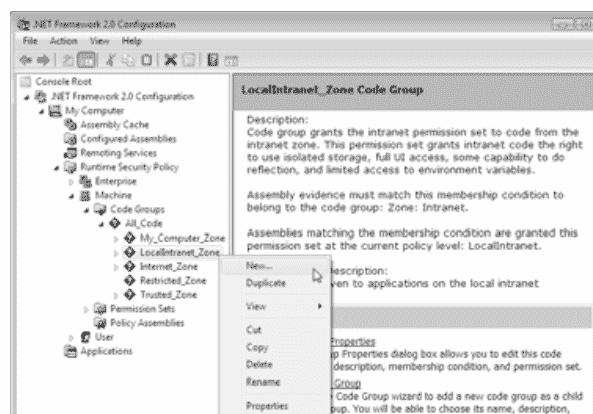 .NET Framework 2.0 Configuration
File Action View Help
Console Root
.NET Framework 2.0 Configuration
My Computer
Assembly Cache
Configured Assemblies
Remoting Services
Runtime Security Policy
Enterprise
Machine
Code Groups
All_Code
My_Computer_Zone
LocalIntranet_Zone
Internet_Zone
Restricted_Zone
Trusted_Zone
Permission Sets
Policy Assemblies
User
Applications
New...
Duplicate
View
Cut
Copy
Delete
Rename
Properties
LocalIntranet_Zone Code Group
Description:
Code group grants the intranet permission set to code from the
intranet zone. This permission set grants intranet code the right
to use isolated storage, full UI access, some capability to do
reflection, and limited access to environment variables.
Assembly evidence must match this membership condition to
belong to the code group: Zone: Intranet.
Assemblies matching the membership condition are granted this
permission set at the current policy level: LocalIntranet.
escription:
ven to applications on the local intranet
Properties
p Properties dialog box allows you to edit this code
description, membership condition, and permission set.
Group
Code Group wizard to add a new code group as a child
oup. You will be able to choose its name, description,